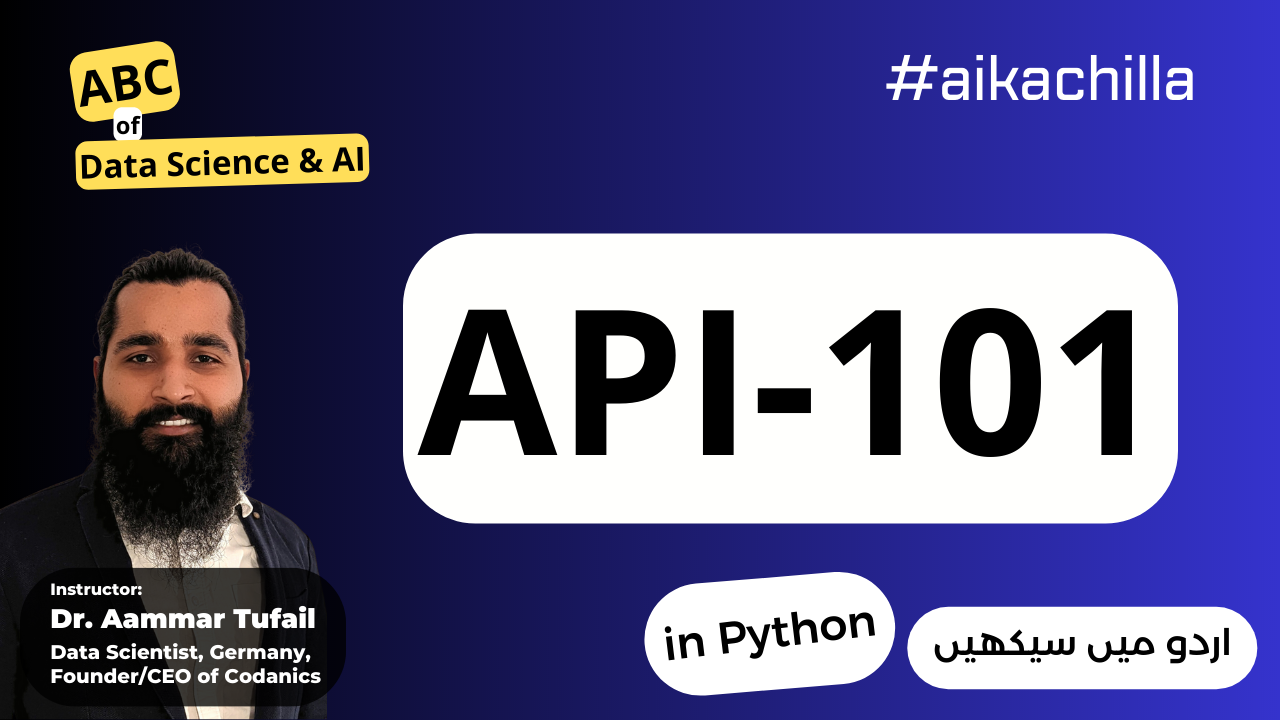 ABC
of
Data Science & AI
#aikachilla
API-101
Instructor:
Dr. Aammar Tufail
Data Scientist, Germany,
Founder/CEO of Codanics
in Python
اردو میں سیکھیں